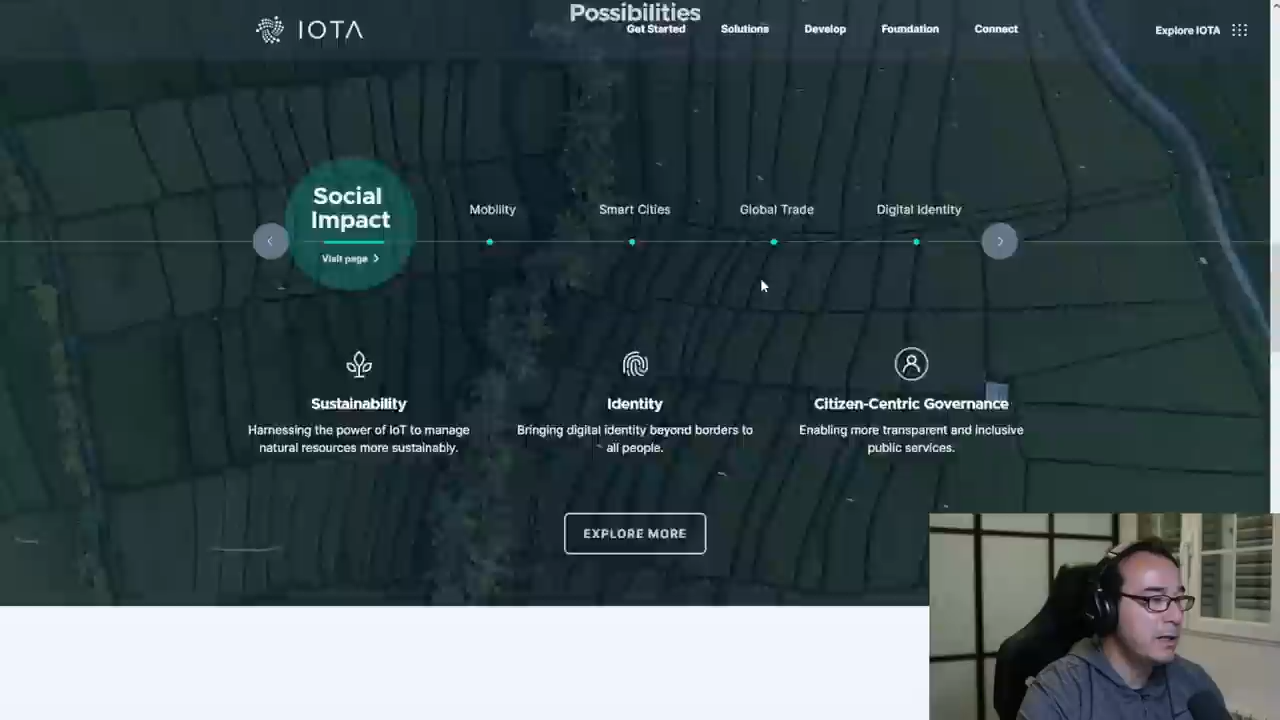 Possibilities
IOTA
Get Started
Solutions
Develop
Foundation
Connect
Explore IOTA
Social
Impact
Visit page
Mobility
Smart Cities
Global Trade
Digital Identity
Sustainability
Harnessing the power of IoT to manage
natural resources more sustainably.
Identity
Bringing digital identity beyond borders to
all people.
Citizen-Centric Governance
Enabling more transparent and inclusive
public services.
EXPLORE MORE